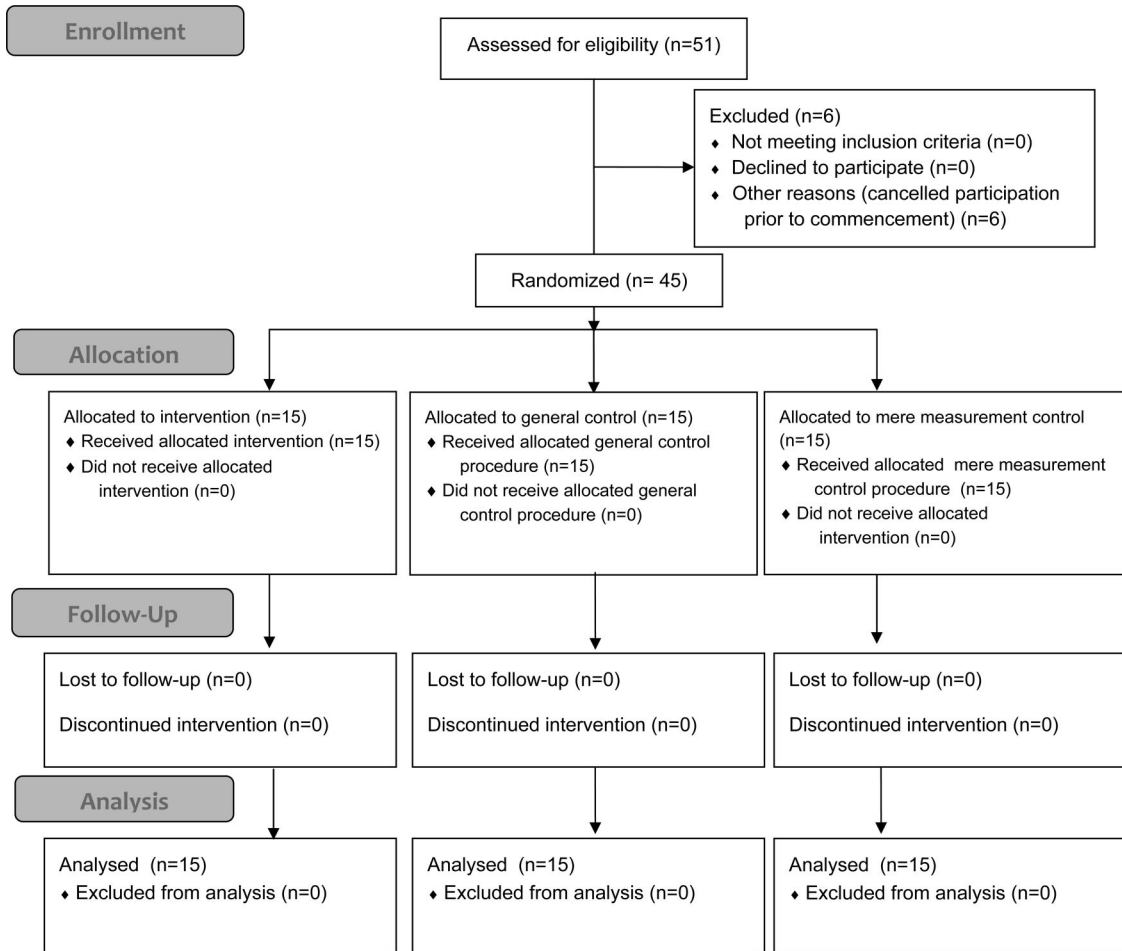 Enrollment
Assessed for eligibility (n=51)
Excluded (n=6)
♦ Not meeting inclusion criteria (n=0)
♦ Declined to participate (n=0)
♦ Other reasons (cancelled participation
prior to commencement) (n=6)
Randomized (n= 45)
Allocation
Allocated to intervention (n=15)
♦ Received allocated intervention (n=15)
♦ Did not receive allocated
intervention (n=0)
Allocated to general control (n=15)
♦ Received allocated general control
procedure (n=15)
♦ Did not receive allocated general
control procedure (n=0)
Allocated to mere measurement control
(n=15)
♦ Received allocated mere measurement
control procedure (n=15)
♦ Did not receive allocated
intervention (n=0)
Follow-Up
Lost to follow-up (n=0)
Discontinued intervention (n=0)
Lost to follow-up (n=0)
Discontinued intervention (n=0)
Lost to follow-up (n=0)
Discontinued intervention (n=0)
Analysis
Analysed (n=15)
♦ Excluded from analysis (n=0)
Analysed (n=15)
♦ Excluded from analysis (n=0)
Analysed (n=15)
♦ Excluded from analysis (n=0)